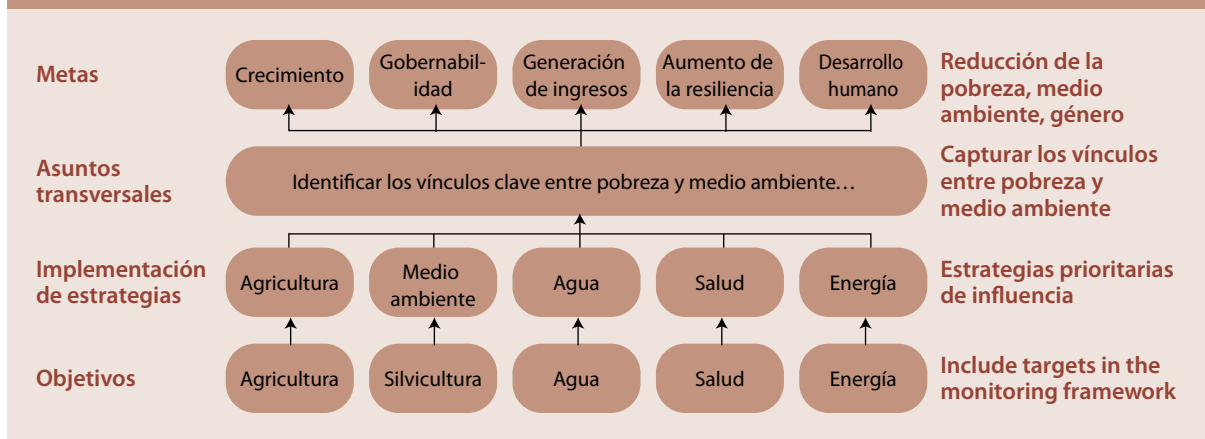 Metas
Crecimiento
Gobernabil-
idad
Generación
de ingresos
Aumento de
la resiliencia
Desarrollo
humano
Reducción de la
pobreza, medio
ambiente, género
Asuntos
transversales
Identificar los vínculos clave entre pobreza y medio ambiente…
Capturar los vínculos
entre pobreza y
medio ambiente
Implementación
de estrategias
Agricultura
Medio
ambiente
Agua
Salud
Energía
Estrategias prioritarias
de influencia
Objetivos
Agricultura
Silvicultura
Agua
Salud
Energía
Include targets in the
monitoring framework